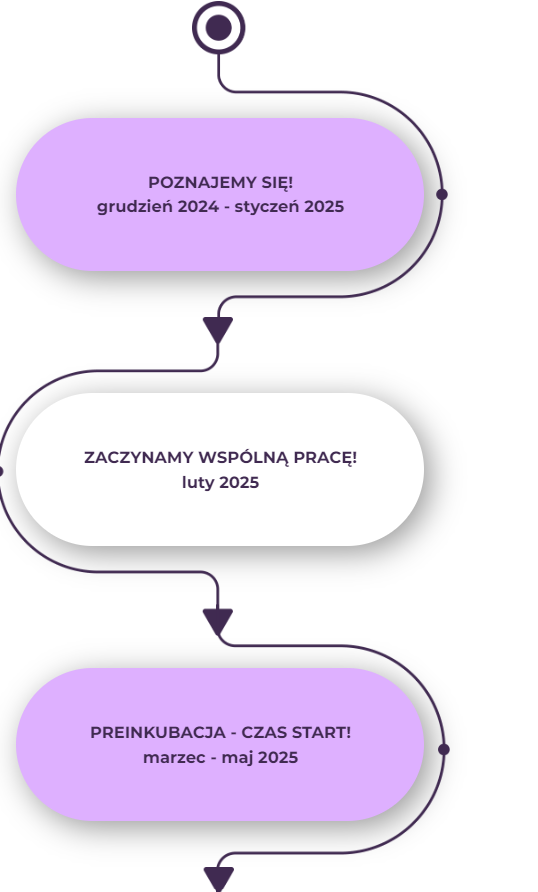 POZNAJEMY SIĘ!
grudzień 2024 - styczeń 2025
ZACZYNAMY WSPÓLNĄ PRACĘ!
luty 2025
PREINKUBACJA - CZAS START!
marzec - maj 2025